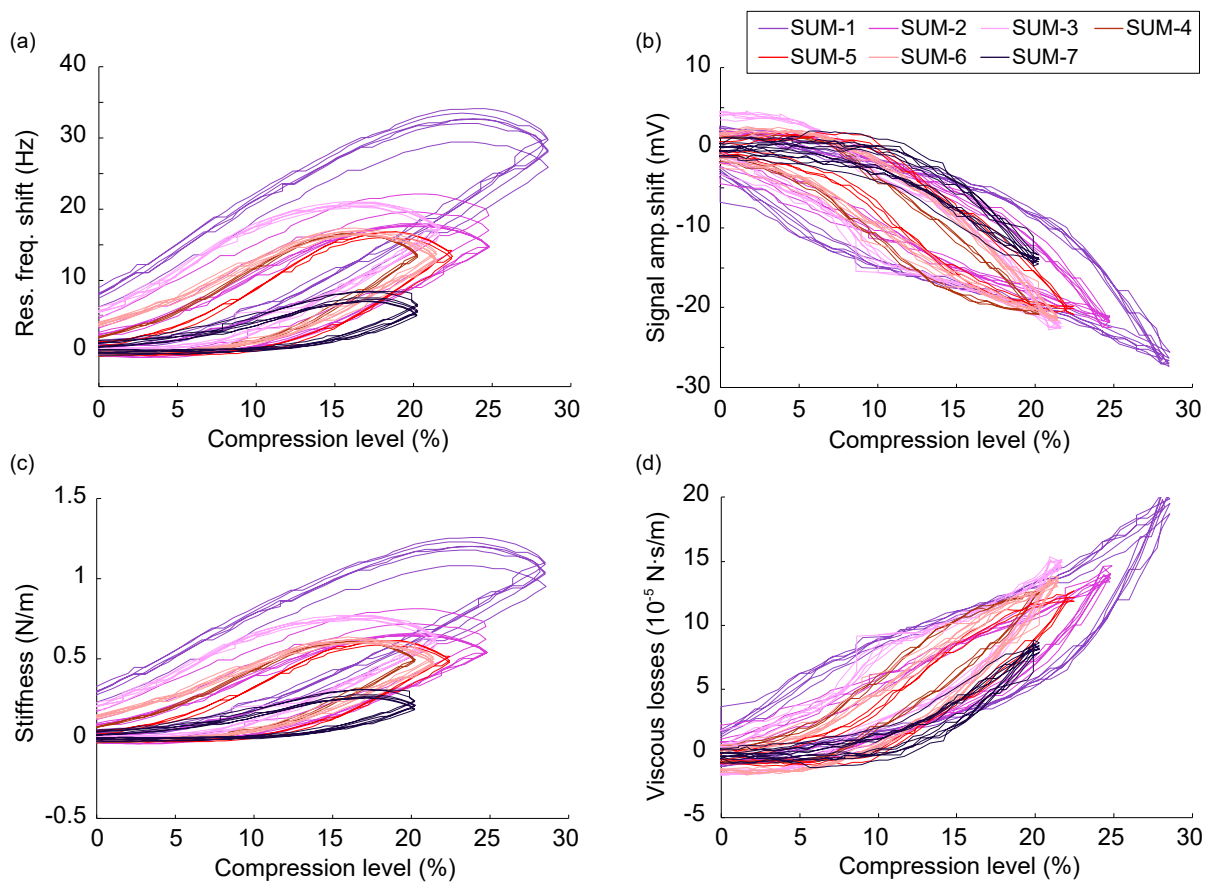 (a)
(b)
SUM-1 SUM-2 SUM-3 SUM-4
SUM-5 SUM-6 SUM-7
40
30
20
10
0
Res. freq. shift (Hz)
0 5 10 15 20 25 30
Compression level (%)
10
0
-10
-20
-30
Signal amp.shift (mV)
0 5 10 15 20 25 30
Compression level (%)
(c)
(d)
1.5
1
0.5
0
-0.5
Stiffness (N/m)
0 5 10 15 20 25 30
Compression level (%)
20
15
10
5
0
-5
Viscous losses (10⁻⁵ N·s/m)
0 5 10 15 20 25 30
Compression level (%)